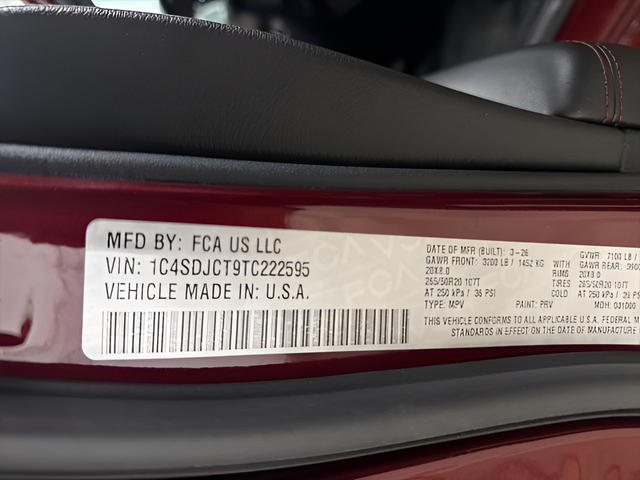 MFD BY: FCA US LLC
VIN: 1C4SDJCT9TC222595
VEHICLE MADE IN: U.S.A.
DATE OF MFR (BUILT): 3-26 GVWR: 7100 LB /
GAWR FRONT: 3200 LB / 1452 KG WITH GAWR REAR: 3900
20X8.0 RIMS 20X8.0
265/50R20 107T TIRES 265/50R20 107T
AT 250 kPa / 36 PSI COLD AT 250 kPa / 36 PSI
TYPE: MPV PAINT: PRV MDH: 031000
THIS VEHICLE CONFORMS TO ALL APPLICABLE U.S.A. FEDERAL M
STANDARDS IN EFFECT ON THE DATE OF MANUFACTURE